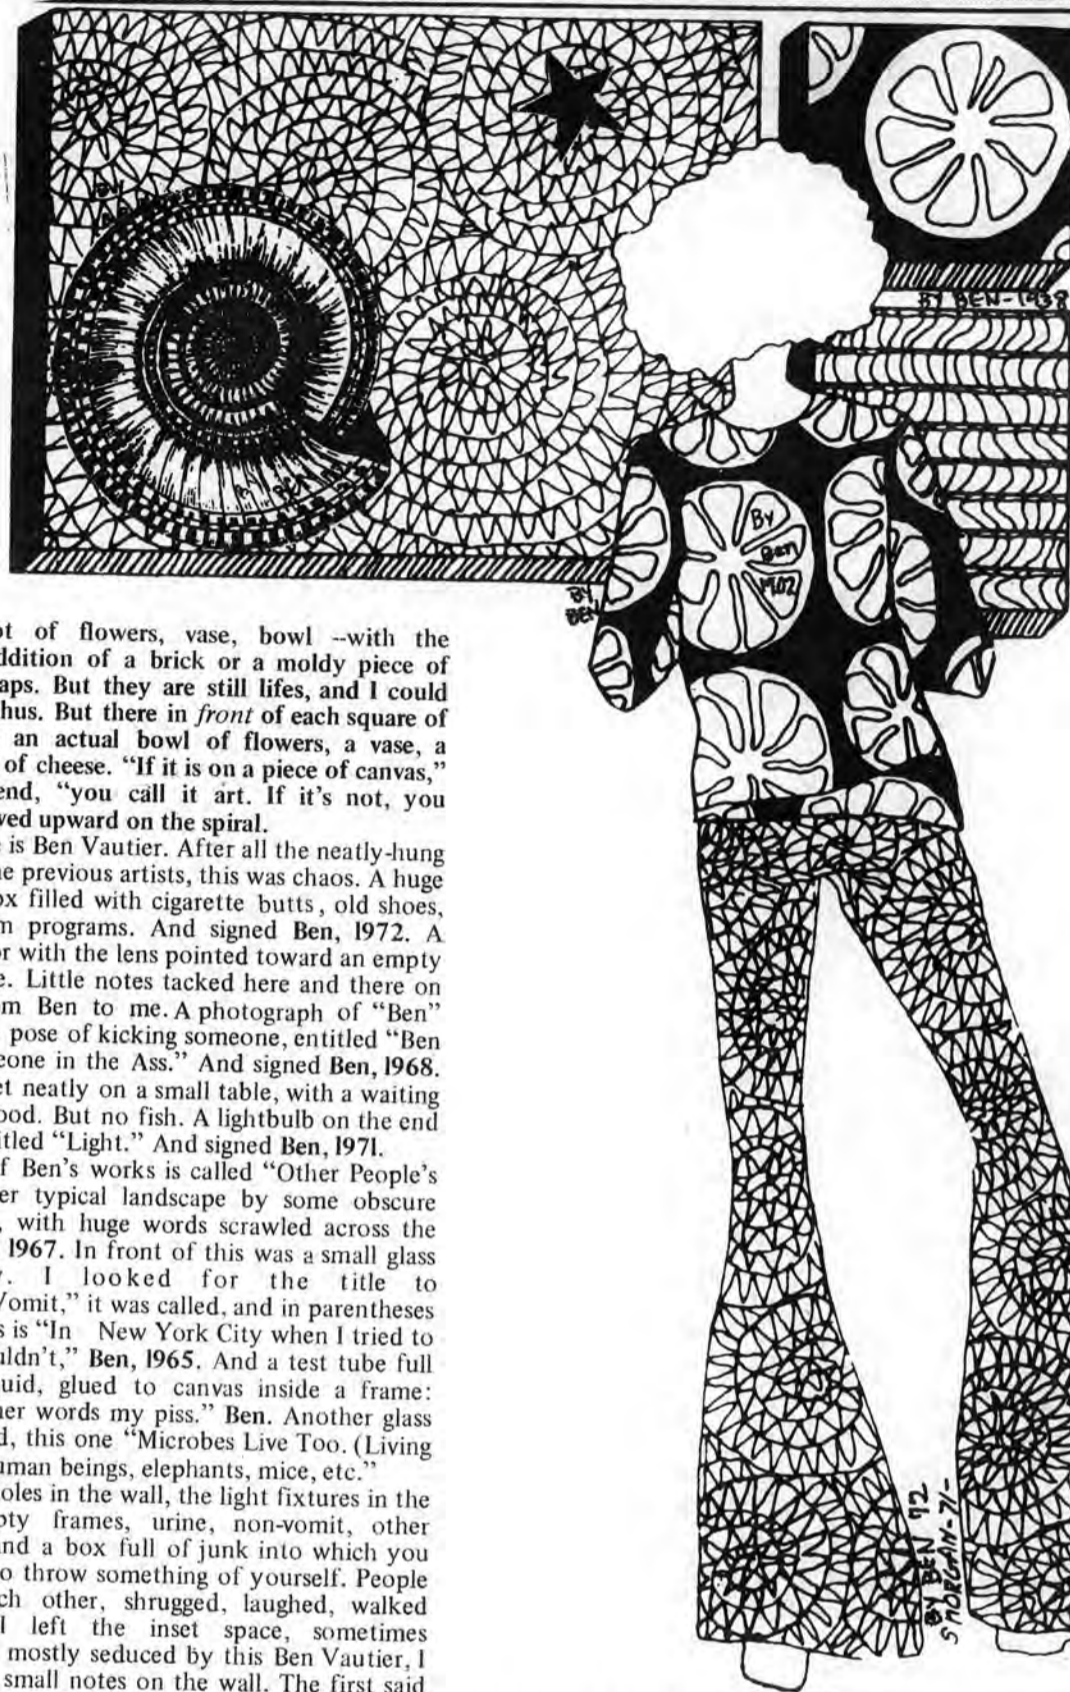 BY
BY BEN-1938
By
Ben
1702
BY
BEN
BY BEN
ot of flowers, vase, bowl --with the
ddition of a brick or a moldy piece of
aps. But they are still lifes, and I could
hus. But there in front of each square of
an actual bowl of flowers, a vase, a
of cheese. “If it is on a piece of canvas,”
end, “you call it art. If it's not, you
ved upward on the spiral.
is Ben Vautier. After all the neatly-hung
ne previous artists, this was chaos. A huge
ox filled with cigarette butts, old shoes,
m programs. And signed Ben, 1972. A
or with the lens pointed toward an empty
e. Little notes tacked here and there on
m Ben to me. A photograph of “Ben”
pose of kicking someone, entitled “Ben
eone in the Ass.” And signed Ben, 1968.
et neatly on a small table, with a waiting
ood. But no fish. A lightbulb on the end
itled “Light.” And signed Ben, 1971.
f Ben's works is called “Other People's
er typical landscape by some obscure
, with huge words scrawled across the
1967. In front of this was a small glass
y. I looked for the title to
Vomit,” it was called, and in parentheses
s is “In New York City when I tried to
uldn't,” Ben, 1965. And a test tube full
uid, glued to canvas inside a frame:
ner words my piss.” Ben. Another glass
d, this one “Microbes Live Too. (Living
uman beings, elephants, mice, etc.”
oles in the wall, the light fixtures in the
pty frames, urine, non-vomit, other
and a box full of junk into which you
o throw something of yourself. People
ch other, shrugged, laughed, walked
I left the inset space, sometimes
mostly seduced by this Ben Vautier, I
small notes on the wall. The first said
BY BEN 72
SMORGAN-71-